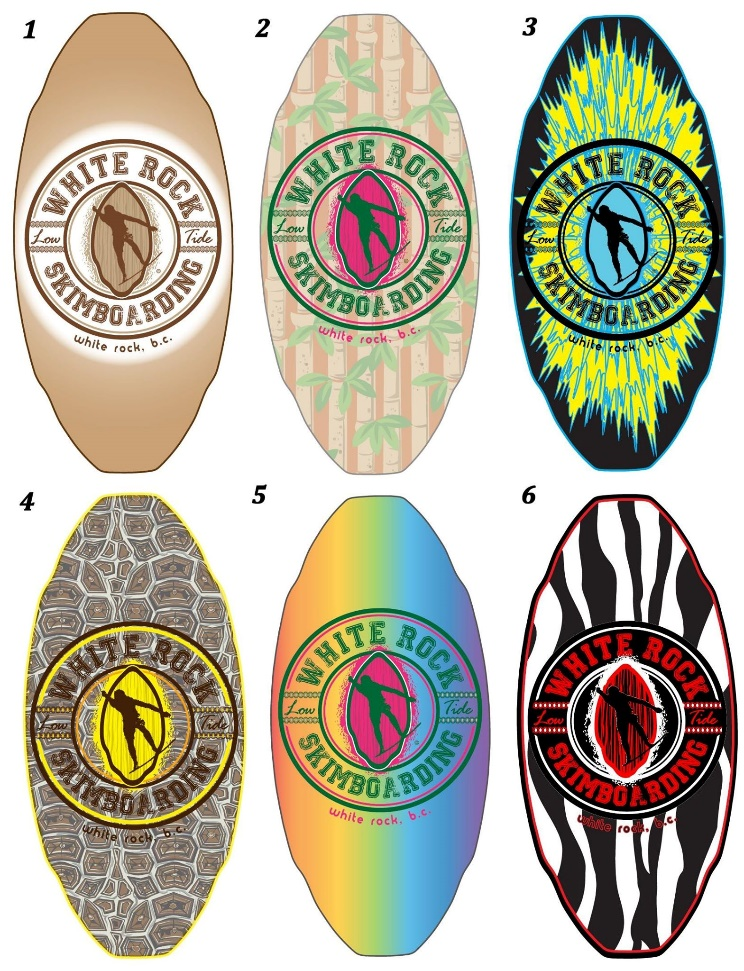 1
WHITE ROCK
Low Tide
SKIMBOARDING
white rock, b.c.
2
WHITE ROCK
Low Tide
SKIMBOARDING
white rock, b.c.
3
WHITE ROCK
Low Tide
SKIMBOARDING
white rock, b.c.
4
WHITE ROCK
Low Tide
SKIMBOARDING
white rock, b.c.
5
WHITE ROCK
Low Tide
SKIMBOARDING
white rock, b.c.
6
WHITE ROCK
Low Tide
SKIMBOARDING
white rock, b.c.